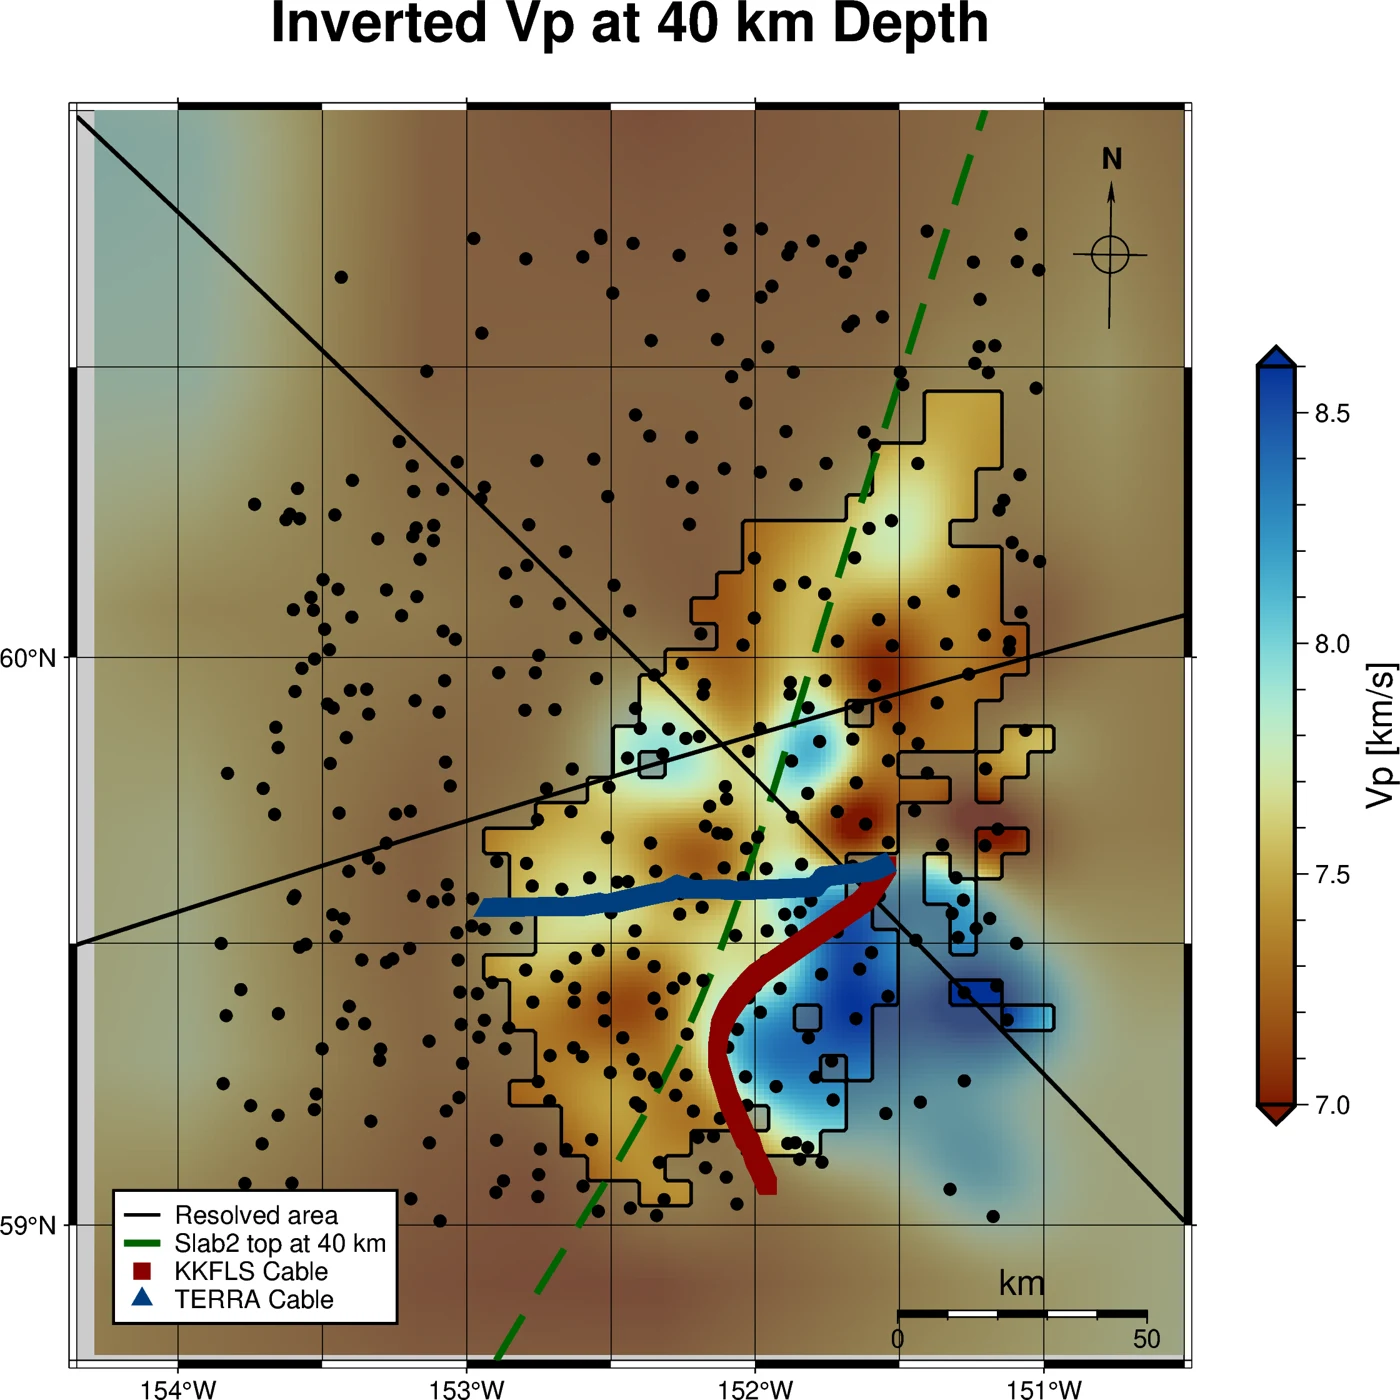 Inverted Vp at 40 km Depth
N
8.5
8.0
7.5
7.0
Vp [km/s]
60°N
59°N
Resolved area
Slab2 top at 40 km
KKFLS Cable
TERRA Cable
km
0 50
154°W 153°W 152°W 151°W